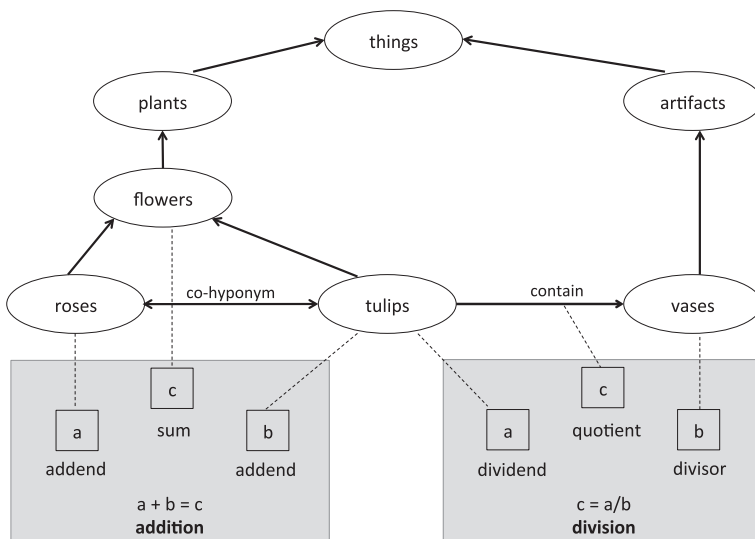 things
plants
artifacts
flowers
roses
co-hyponym
tulips
contain
vases
c
sum
a
addend
b
addend
a + b = c
addition
c
quotient
a
dividend
b
divisor
c = a/b
division